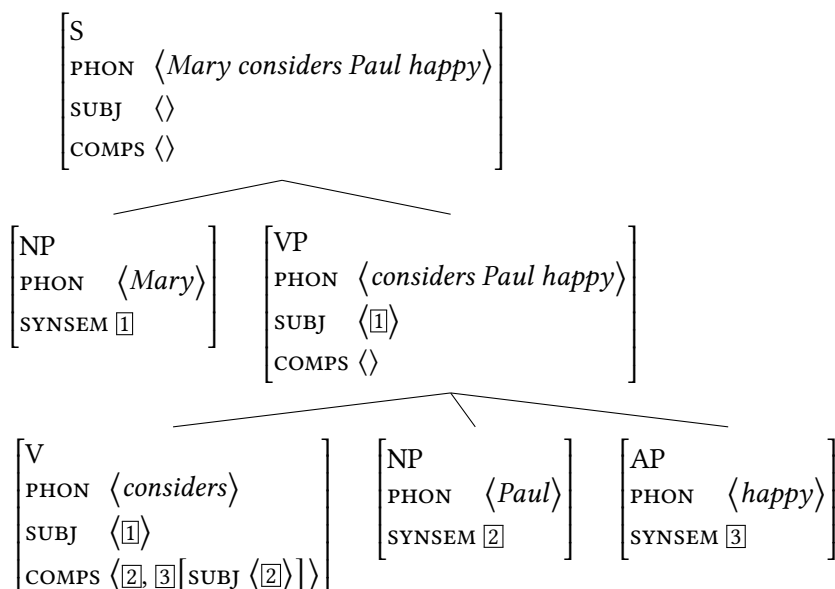 S
PHON ⟨Mary considers Paul happy⟩
SUBJ ⟨⟩
COMPS ⟨⟩
NP
PHON ⟨Mary⟩
SYNSEM 1
VP
PHON ⟨considers Paul happy⟩
SUBJ ⟨1⟩
COMPS ⟨⟩
V
PHON ⟨considers⟩
SUBJ ⟨1⟩
COMPS ⟨2, 3[SUBJ ⟨2⟩]⟩
NP
PHON ⟨Paul⟩
SYNSEM 2
AP
PHON ⟨happy⟩
SYNSEM 3